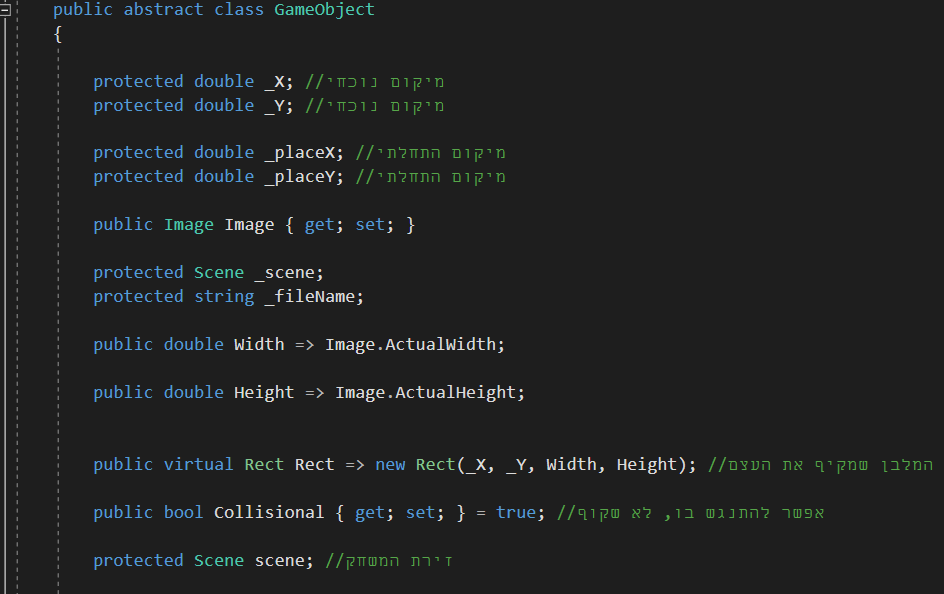 public abstract class GameObject
{
protected double _X; //מיקום נוכחי
protected double _Y; //מיקום נוכחי
protected double _placeX; //מיקום התחלתי
protected double _placeY; //מיקום התחלתי
public Image Image { get; set; }
protected Scene _scene;
protected string _fileName;
public double Width => Image.ActualWidth;
public double Height => Image.ActualHeight;
public virtual Rect Rect => new Rect(_X, _Y, Width, Height); //המלבן שמקיף את העצם
public bool Collisional { get; set; } = true; //אפשר להתנגש בו, לא שקוף
protected Scene scene; //זירת המשחק